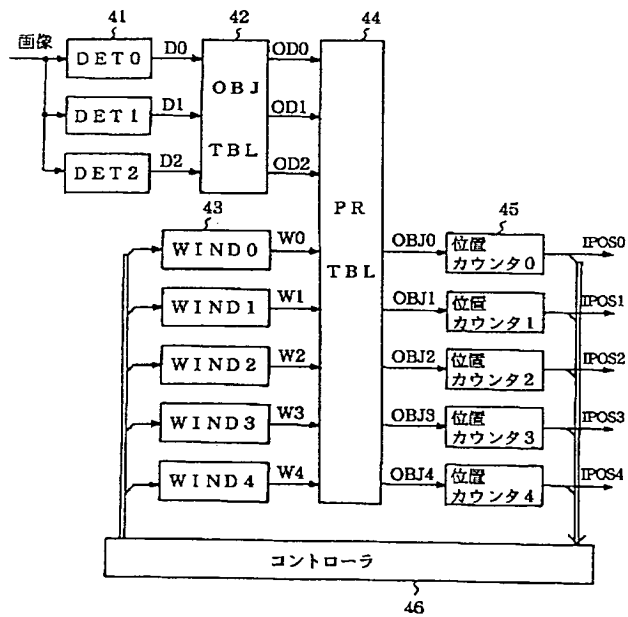 41
42
44
画像
DET0
D0
OD0
OBJ
TBL
DET1
D1
OD1
DET2
D2
OD2
PR
TBL
43
45
WIND0
W0
OBJ0
位置
カウンタ0
IPOS0
WIND1
W1
OBJ1
位置
カウンタ1
IPOS1
WIND2
W2
OBJ2
位置
カウンタ2
IPOS2
WIND3
W3
OBJ3
位置
カウンタ3
IPOS3
WIND4
W4
OBJ4
位置
カウンタ4
IPOS4
コントローラ
46